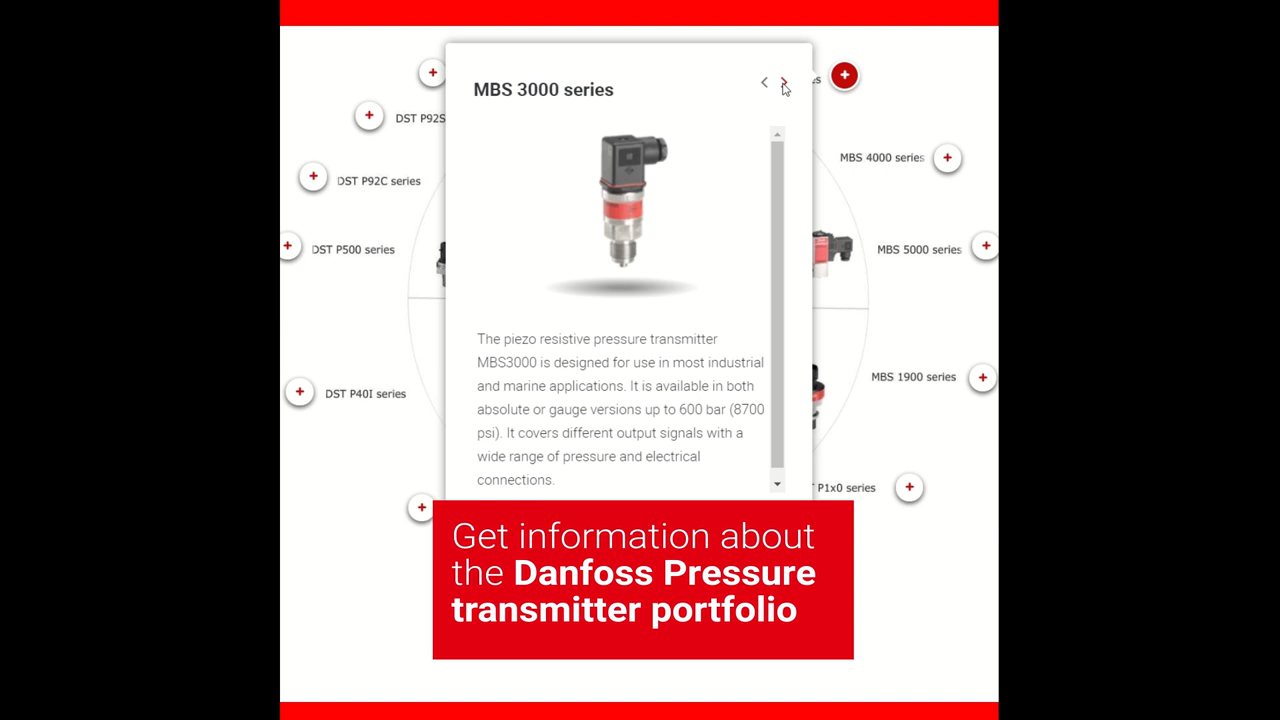 MBS 3000 series
DST P92S
DST P92C series
DST P500 series
DST P40I series
MBS 4000 series
MBS 5000 series
MBS 1900 series
P1x0 series
The piezo resistive pressure transmitter
MBS3000 is designed for use in most industrial
and marine applications. It is available in both
absolute or gauge versions up to 600 bar (8700
psi). It covers different output signals with a
wide range of pressure and electrical
connections.
Get information about
the Danfoss Pressure
transmitter portfolio